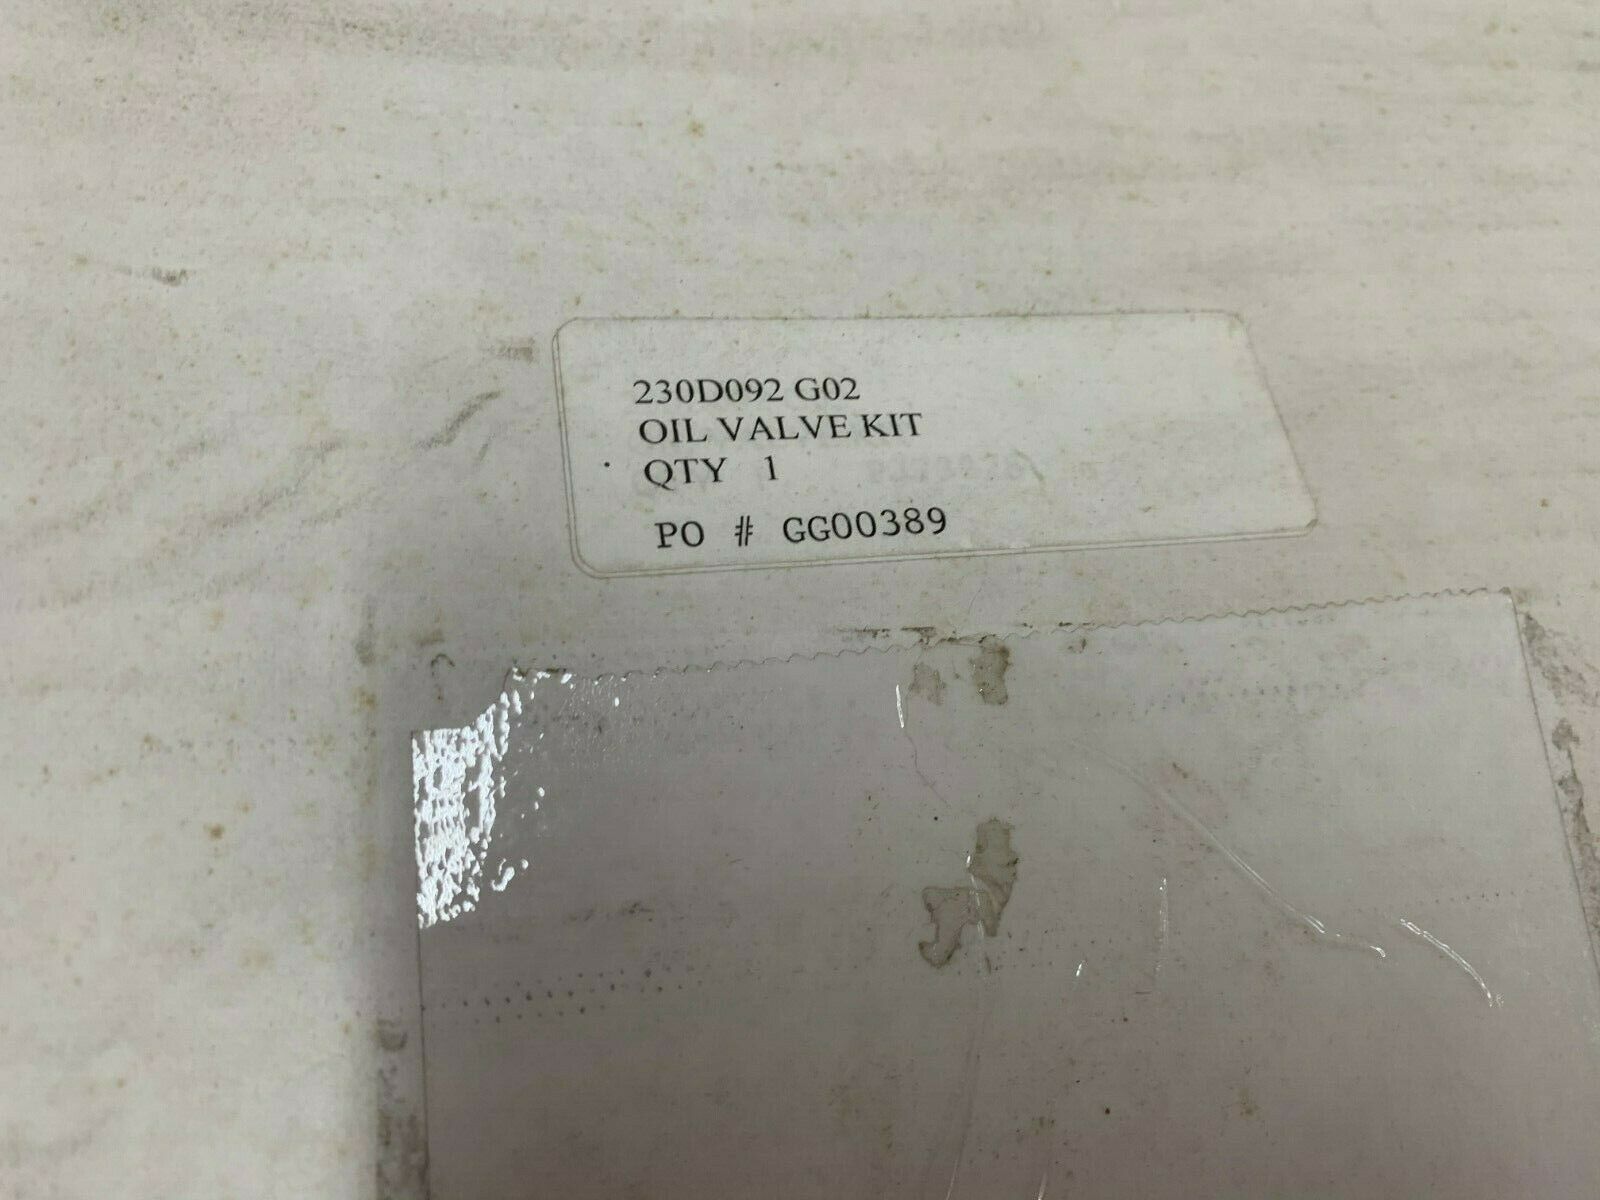 230D092 G02
OIL VALVE KIT
QTY 1
PO # GG00389